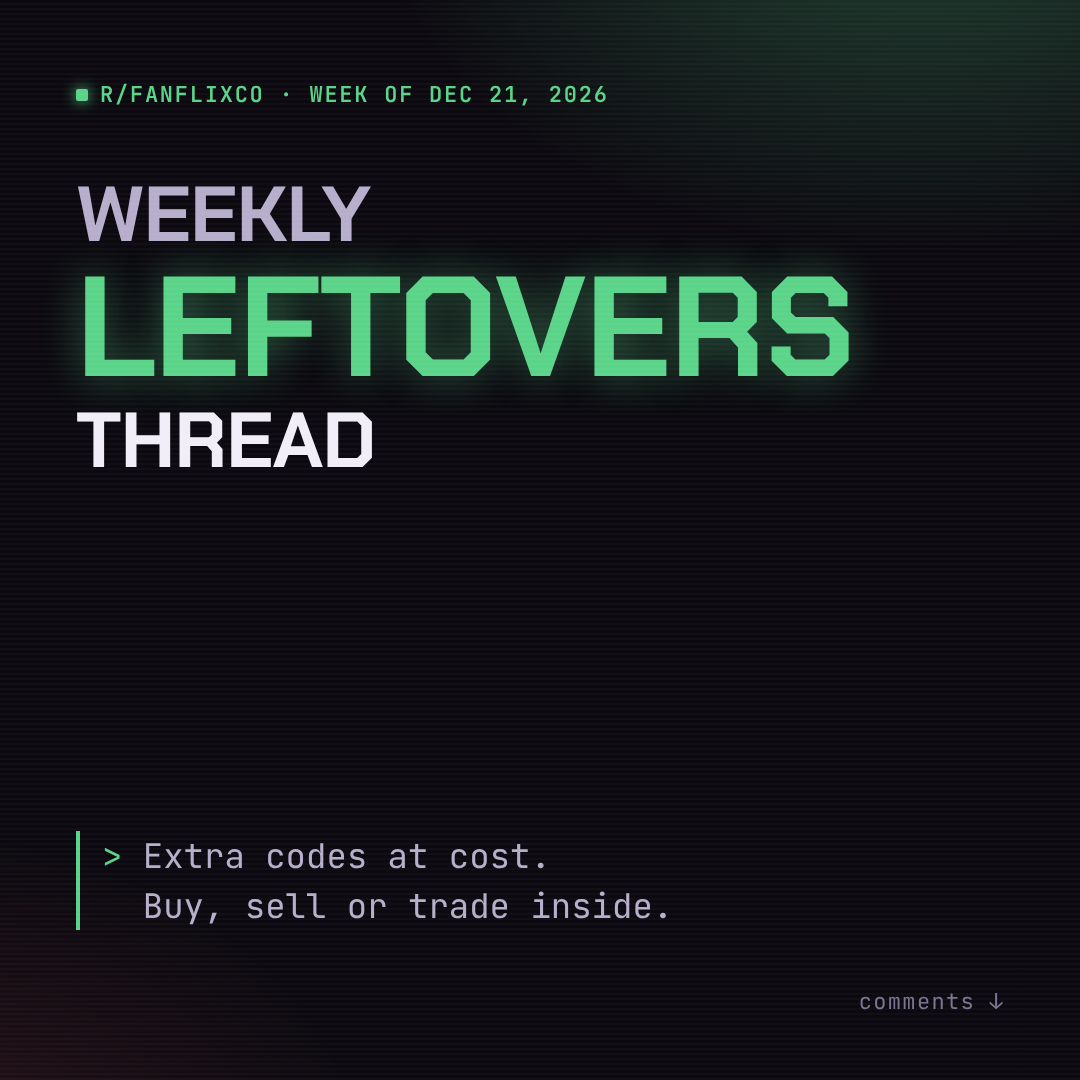 R/FANFLIXCO · WEEK OF DEC 21, 2026
WEEKLY
LEFTOVERS
THREAD
> Extra codes at cost.
Buy, sell or trade inside.
comments ↓